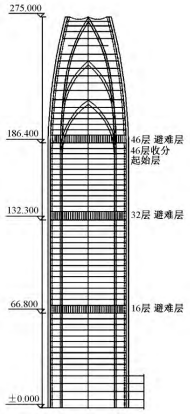 275.000
186.400
46层 避难层
46层收分
起始层
132.300
32层 避难层
66.800
16层 避难层
±0.000